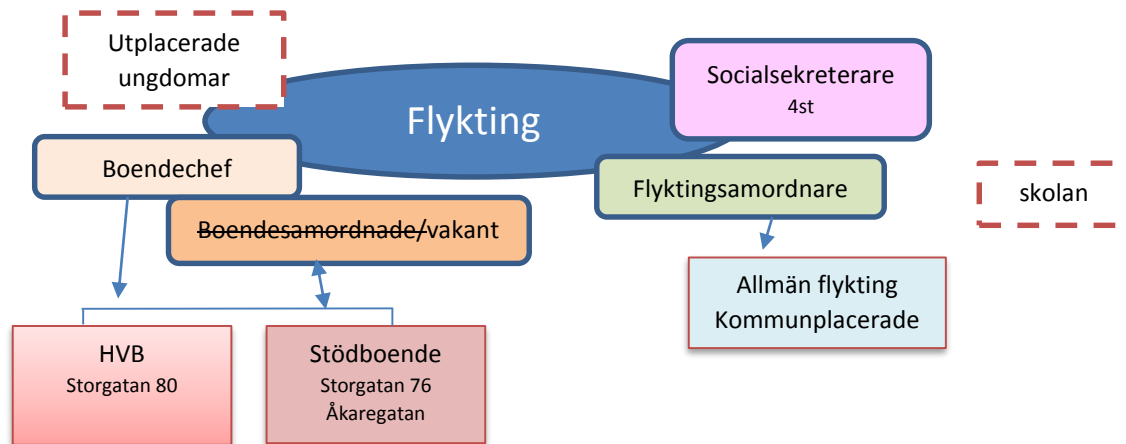 Utplacerade
ungdomar
Flykting
Socialsekreterare
4st
Boendechef
Flyktingsamordnare
skolan
Boendesamordnade/vakant
Allmän flykting
Kommunplacerade
HVB
Storgatan 80
Stödboende
Storgatan 76
Åkaregatan